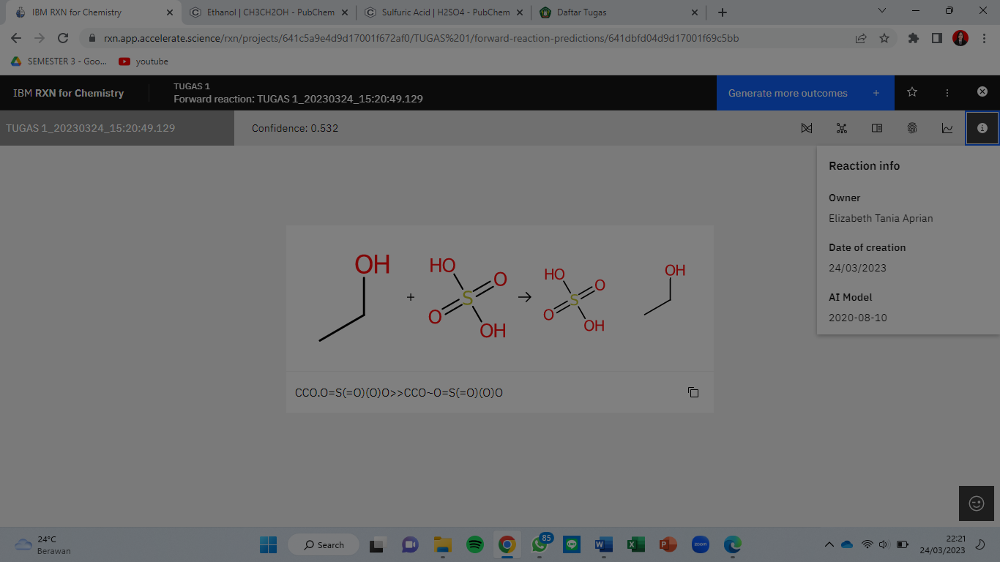 IBM RXN for Chemistry
Ethanol | CH3CH2OH - PubChem
Sulfuric Acid | H2SO4 - PubChem
Daftar Tugas
rxn.app.accelerate.science/rxn/projects/641c5a9e4d9d17001f672af0/TUGAS%201/forward-reaction-predictions/641dbfd04d9d17001f69c5bb
SEMESTER 3 - Goo...
youtube
IBM RXN for Chemistry
TUGAS 1
Forward reaction: TUGAS 1_20230324_15:20:49.129
Generate more outcomes +
TUGAS 1_20230324_15:20:49.129
Confidence: 0.532
Reaction info
Owner
Elizabeth Tania Aprian
Date of creation
24/03/2023
AI Model
2020-08-10
OH
+
HO
O
S
O
OH
→
HO
O
S
O
OH
OH
CCO.O=S(=O)(O)O>>CCO~O=S(=O)(O)O
24°C
Berawan
Search
85
LINE
W
X
P
zoom
22:21
24/03/2023